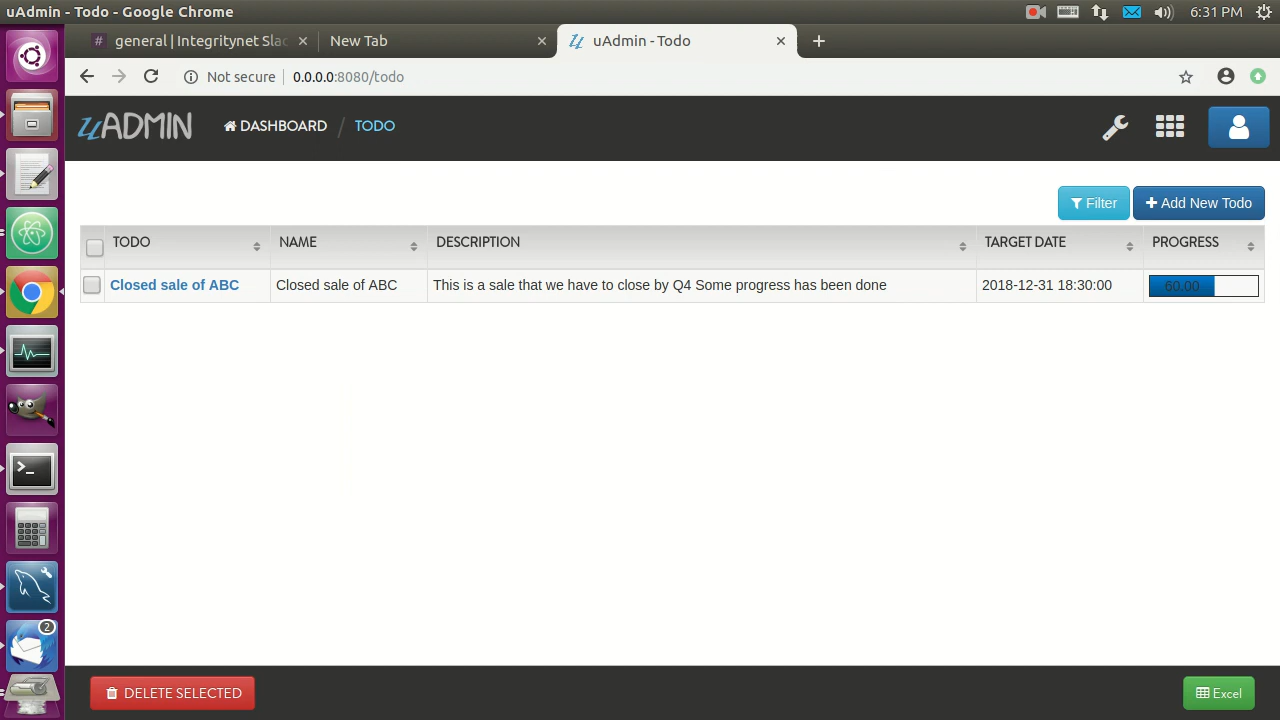 uAdmin - Todo - Google Chrome
6:31 PM
# general | Integritynet Slac
New Tab
uAdmin - Todo
Not secure | 0.0.0.0:8080/todo
uADMIN
DASHBOARD / TODO
Filter
Add New Todo
TODO NAME DESCRIPTION TARGET DATE PROGRESS
Closed sale of ABC Closed sale of ABC This is a sale that we have to close by Q4 Some progress has been done 2018-12-31 18:30:00 60.00
2
DELETE SELECTED
Excel